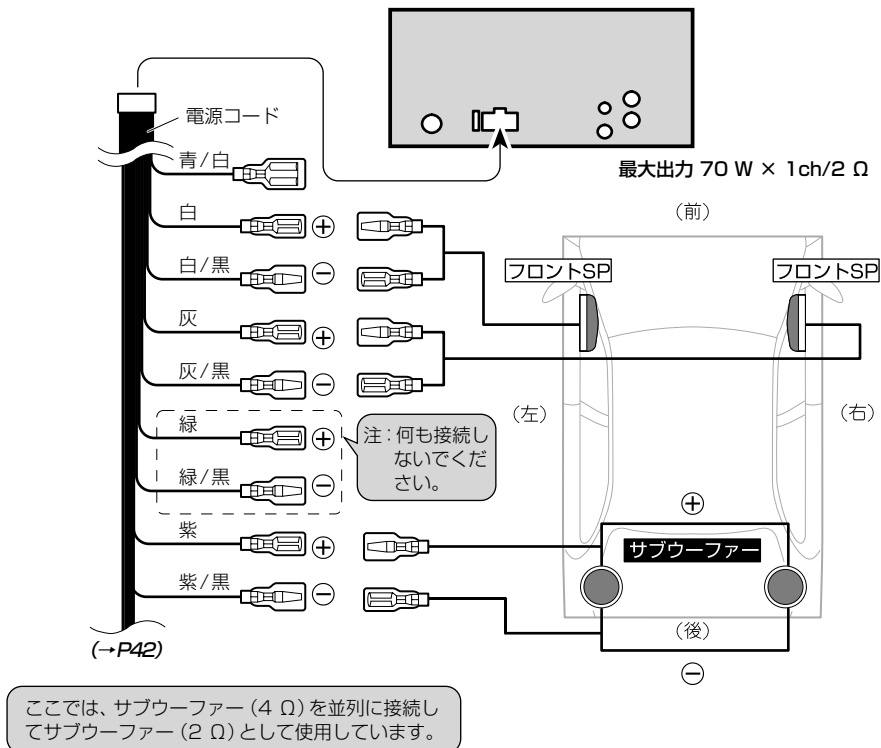 電源コード
青/白
最大出力 70 W × 1ch/2 Ω
(前)
白
⊕
フロントSP
フロントSP
白/黒
⊖
灰
⊕
灰/黒
⊖
(左)
(右)
緑
⊕
注:何も接続し
ないでくだ
さい。
緑/黒
⊖
⊕
紫
⊕
サブウーファー
紫/黒
⊖
(後)
⊖
(→P42)
ここでは、サブウーファー(4 Ω)を並列に接続し
てサブウーファー(2 Ω)として使用しています。